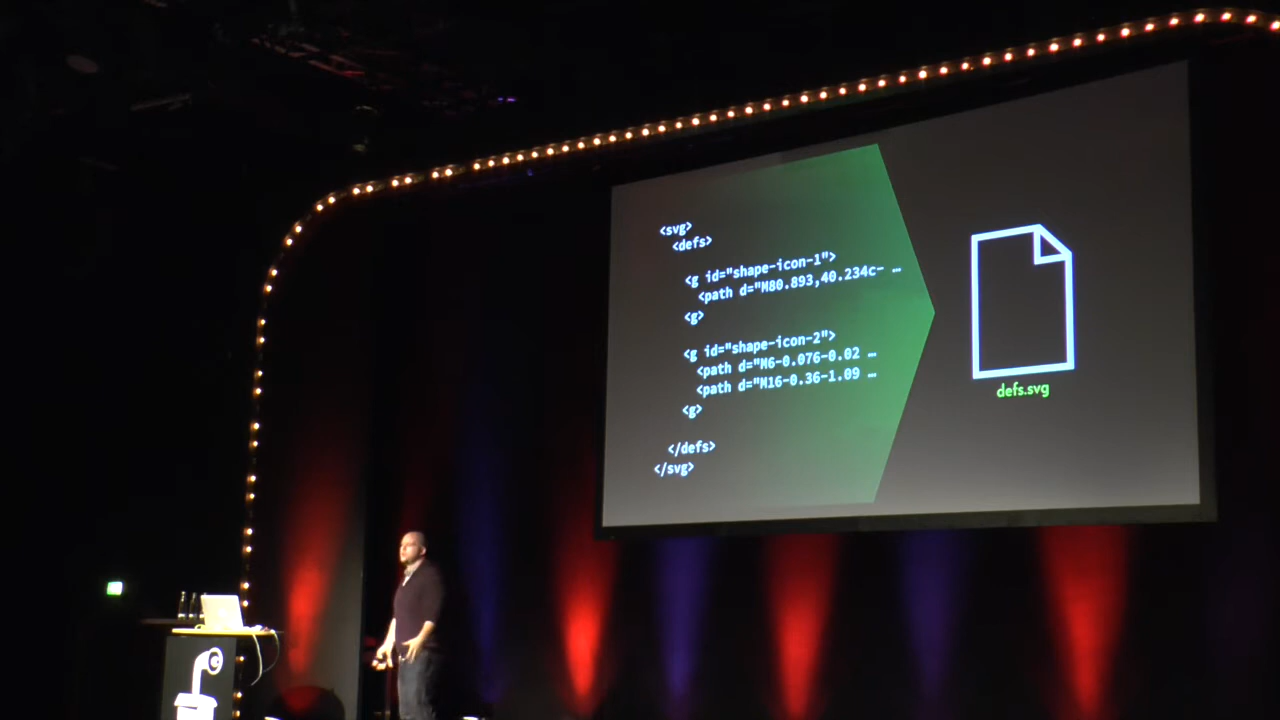 <svg>
<defs>
<g id="shape-icon-1">
<path d="M80.893,40.234c- …
<g>
<g id="shape-icon-2">
<path d="M6-0.076-0.02 …
<path d="M16-0.36-1.09 …
<g>
</defs>
</svg>
defs.svg